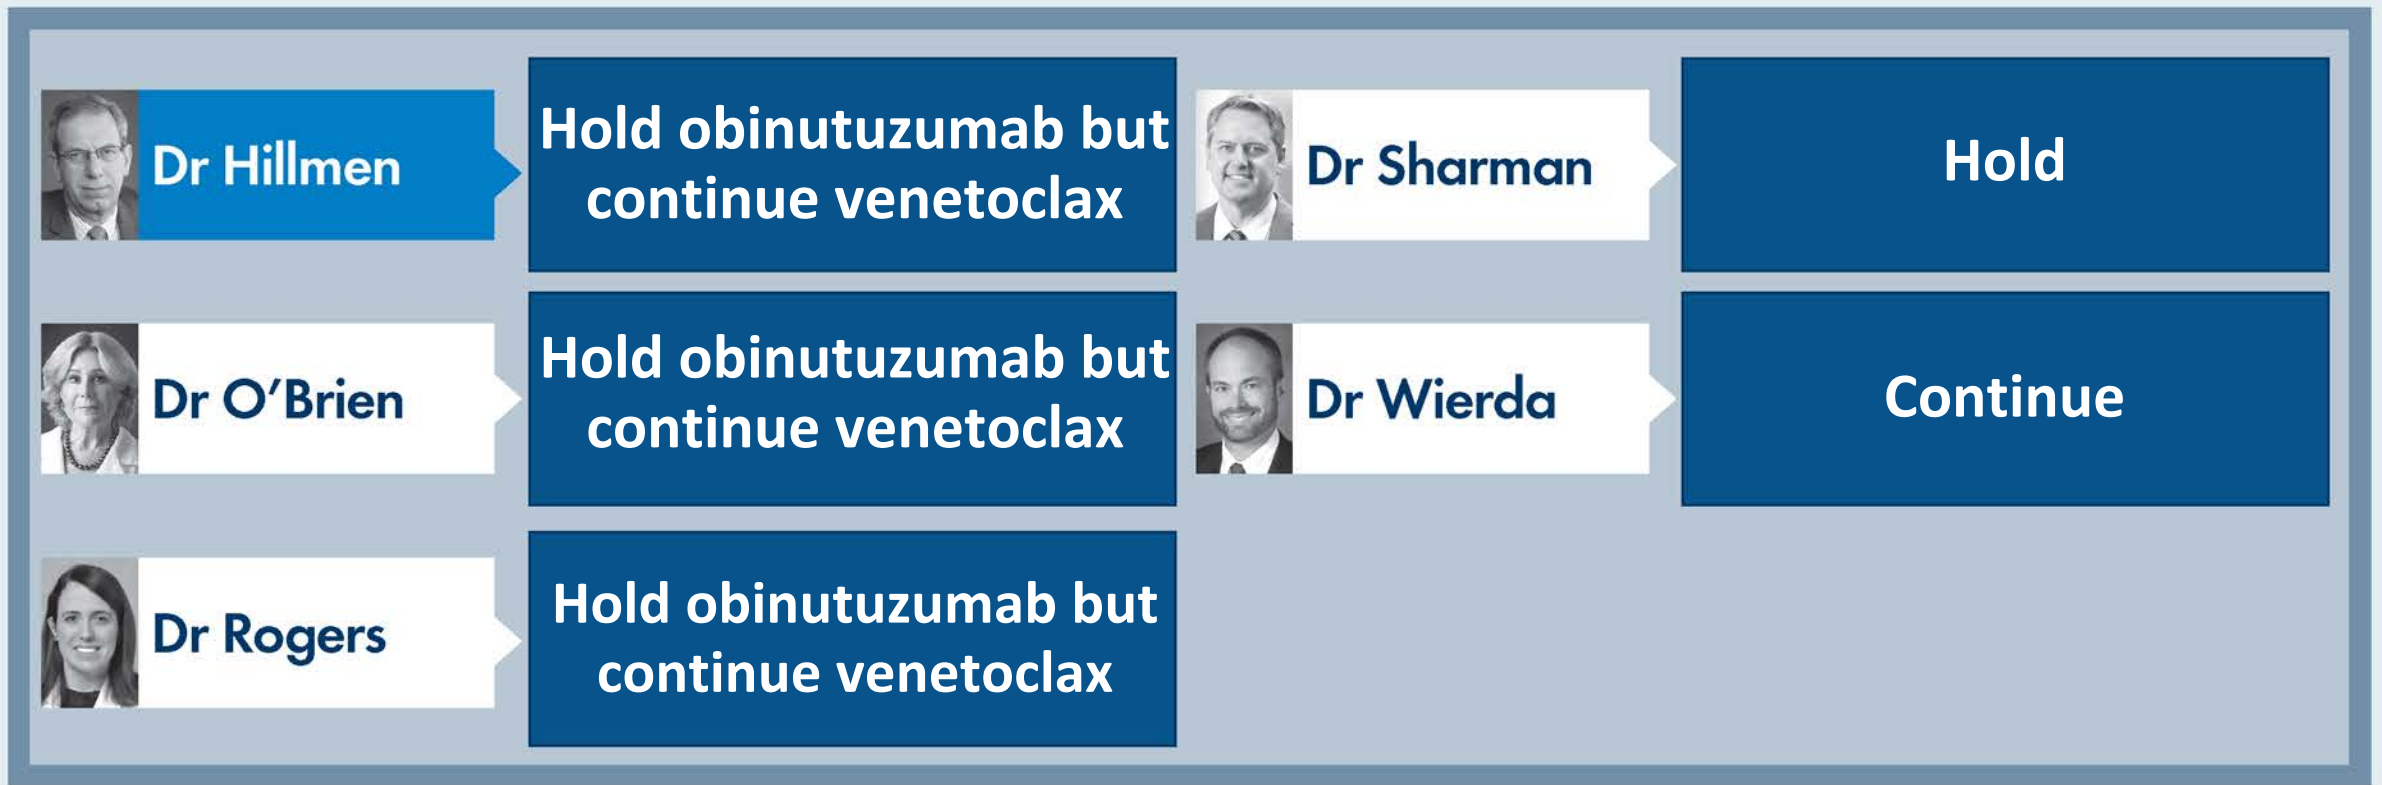 Dr Hillmen
Hold obinutuzumab but
continue venetoclax
Dr Sharman
Hold
Dr O’Brien
Hold obinutuzumab but
continue venetoclax
Dr Wierda
Continue
Dr Rogers
Hold obinutuzumab but
continue venetoclax